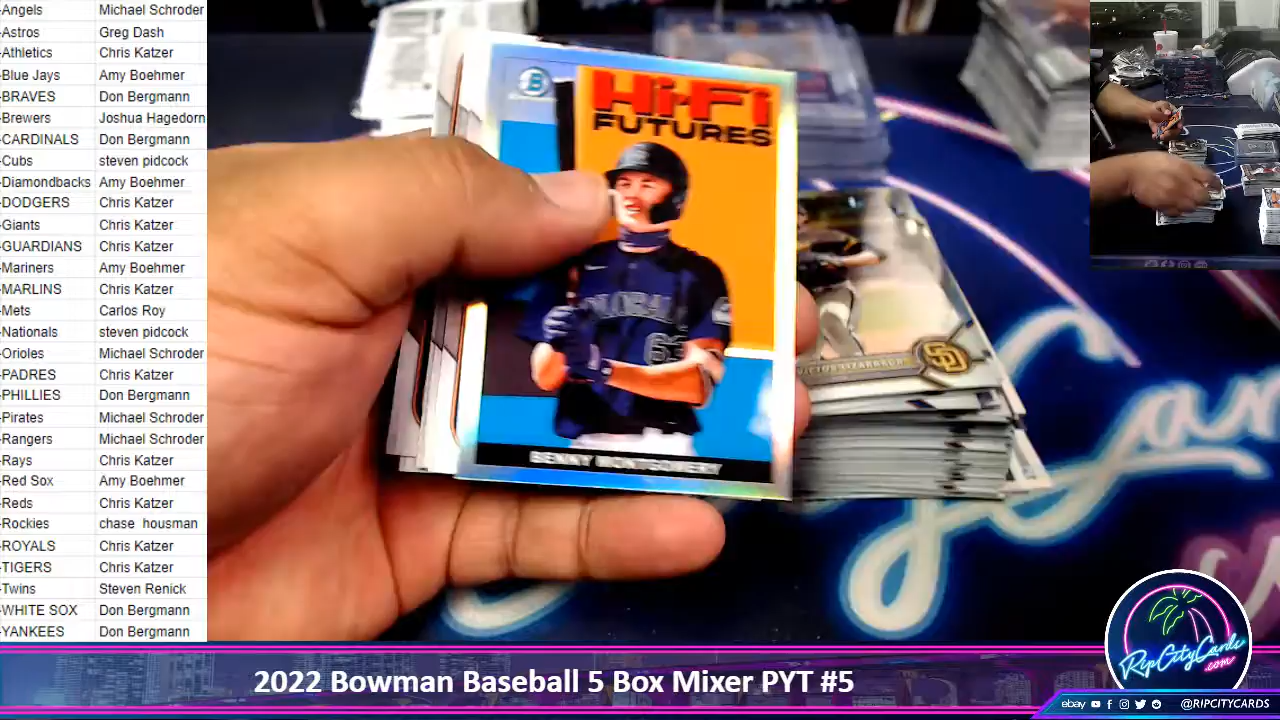 -Angels Michael Schroder
-Astros Greg Dash
-Athletics Chris Katzer
-Blue Jays Amy Boehmer
-BRAVES Don Bergmann
-Brewers Joshua Hagedorn
-CARDINALS Don Bergmann
-Cubs steven pidcock
-Diamondbacks Amy Boehmer
-DODGERS Chris Katzer
-Giants Chris Katzer
-GUARDIANS Chris Katzer
-Mariners Amy Boehmer
-MARLINS Chris Katzer
-Mets Carlos Roy
-Nationals steven pidcock
-Orioles Michael Schroder
-PADRES Chris Katzer
-PHILLIES Don Bergmann
-Pirates Michael Schroder
-Rangers Michael Schroder
-Rays Chris Katzer
-Red Sox Amy Boehmer
-Reds Chris Katzer
-Rockies chase housman
-ROYALS Chris Katzer
-TIGERS Chris Katzer
-Twins Steven Renick
-WHITE SOX Don Bergmann
-YANKEES Don Bergmann
B
Hi-Fi
FUTURES
63
BENNY MONTGOMERY
SD
RipCityCards
.com
2022 Bowman Baseball 5 Box Mixer PYT #5
ebay @RIPCITYCARDS